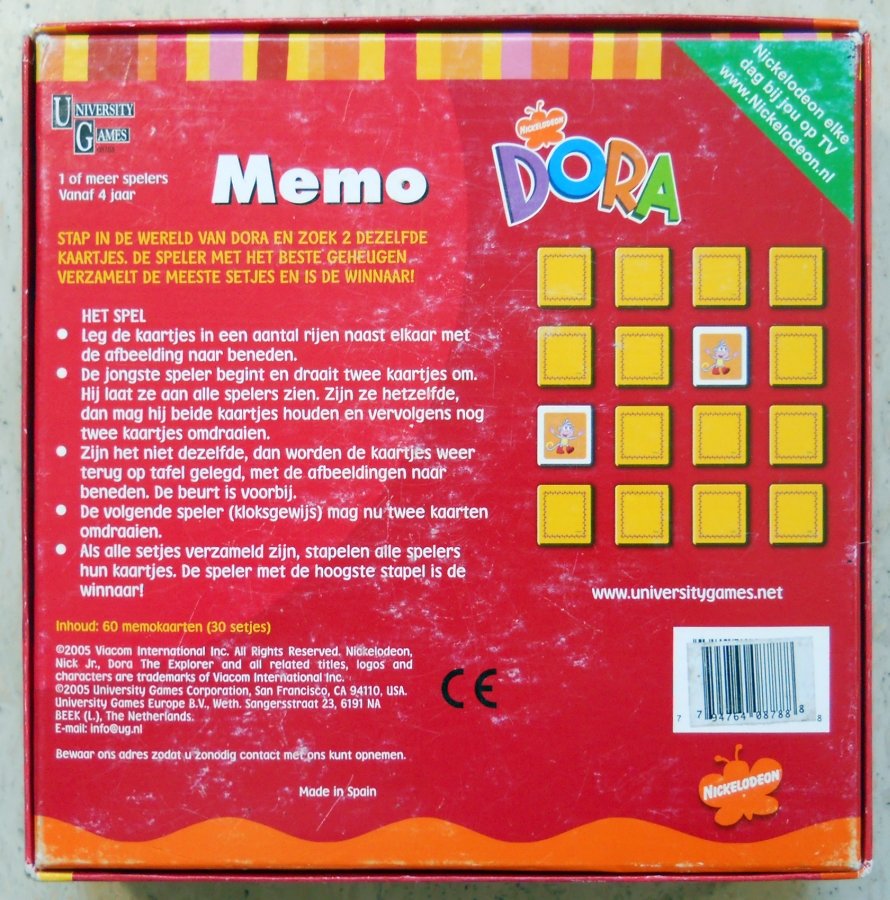 Nickelodeon elke
dag bij jou op TV
www.Nickelodeon.nl
UNIVERSITY
GAMES
08788
1 of meer spelers
Vanaf 4 jaar
Memo
NICKELODEON
DORA
STAP IN DE WERELD VAN DORA EN ZOEK 2 DEZELFDE
KAARTJES. DE SPELER MET HET BESTE GEHEUGEN
VERZAMELT DE MEESTE SETJES EN IS DE WINNAAR!
HET SPEL
• Leg de kaartjes in een aantal rijen naast elkaar met
de afbeelding naar beneden.
• De jongste speler begint en draait twee kaartjes om.
Hij laat ze aan alle spelers zien. Zijn ze hetzelfde,
dan mag hij beide kaartjes houden en vervolgens nog
twee kaartjes omdraaien.
• Zijn het niet dezelfde, dan worden de kaartjes weer
terug op tafel gelegd, met de afbeeldingen naar
beneden. De beurt is voorbij.
• De volgende speler (kloksgewijs) mag nu twee kaarten
omdraaien.
• Als alle setjes verzameld zijn, stapelen alle spelers
hun kaartjes. De speler met de hoogste stapel is de
winnaar!
www.universitygames.net
Inhoud: 60 memokaarten (30 setjes)
©2005 Viacom International Inc. All Rights Reserved. Nickelodeon,
Nick Jr., Dora The Explorer and all related titles, logos and
characters are trademarks of Viacom International Inc.
©2005 University Games Corporation, San Francisco, CA 94110, USA.
University Games Europe B.V., Weth. Sangersstraat 23, 6191 NA
BEEK (L.), The Netherlands.
E-mail: info@ug.nl
CE
7 794764 08788 8 8
Bewaar ons adres zodat u zonodig contact met ons kunt opnemen.
Made in Spain
NICKELODEON